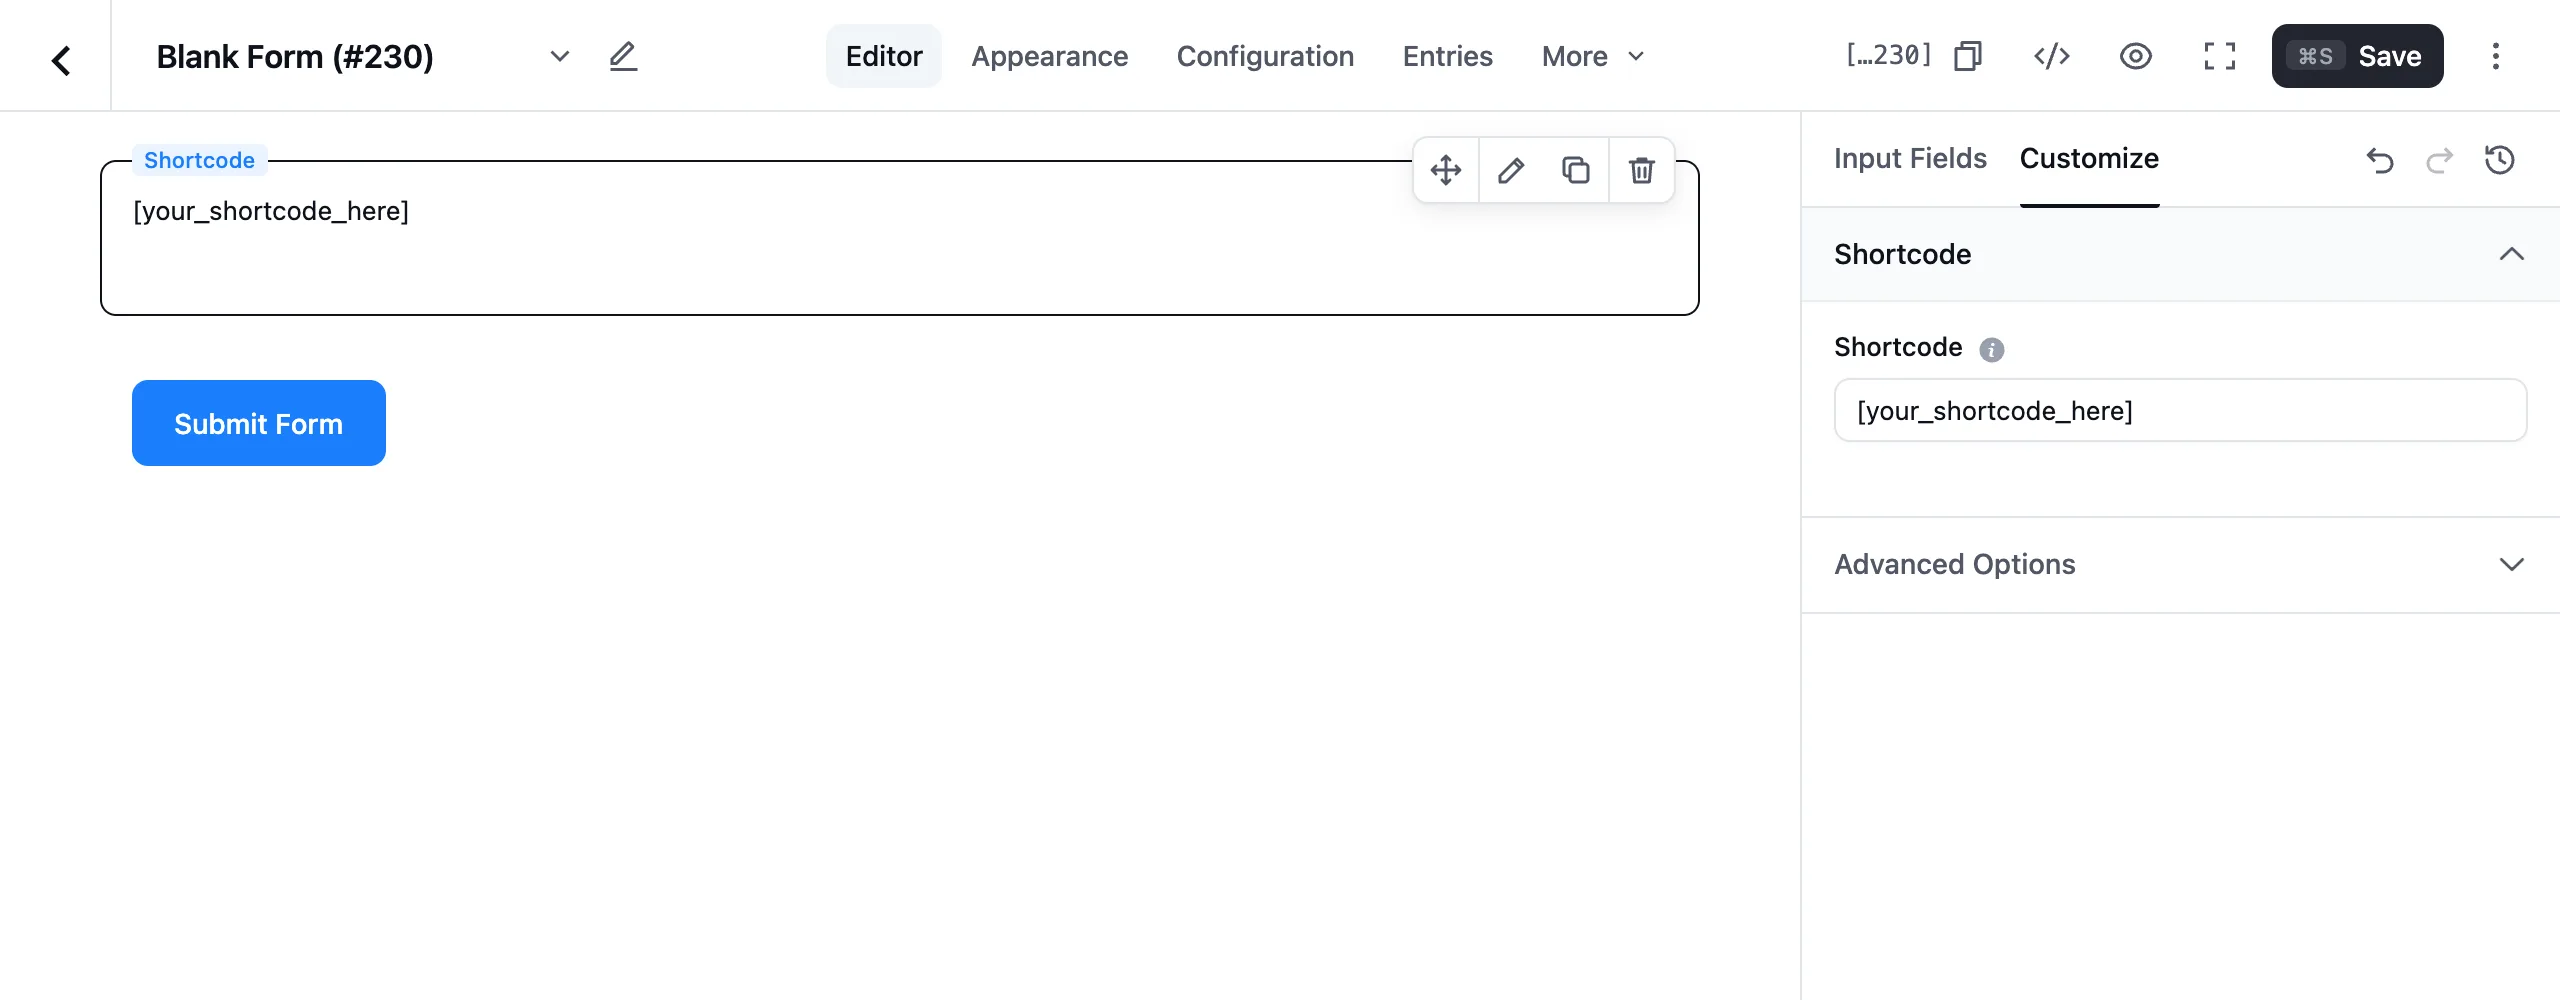 Blank Form (#230)
Editor
Appearance
Configuration
Entries
More
[…230]
⌘S Save
Shortcode
[your_shortcode_here]
Submit Form
Input Fields
Customize
Shortcode
Shortcode
[your_shortcode_here]
Advanced Options